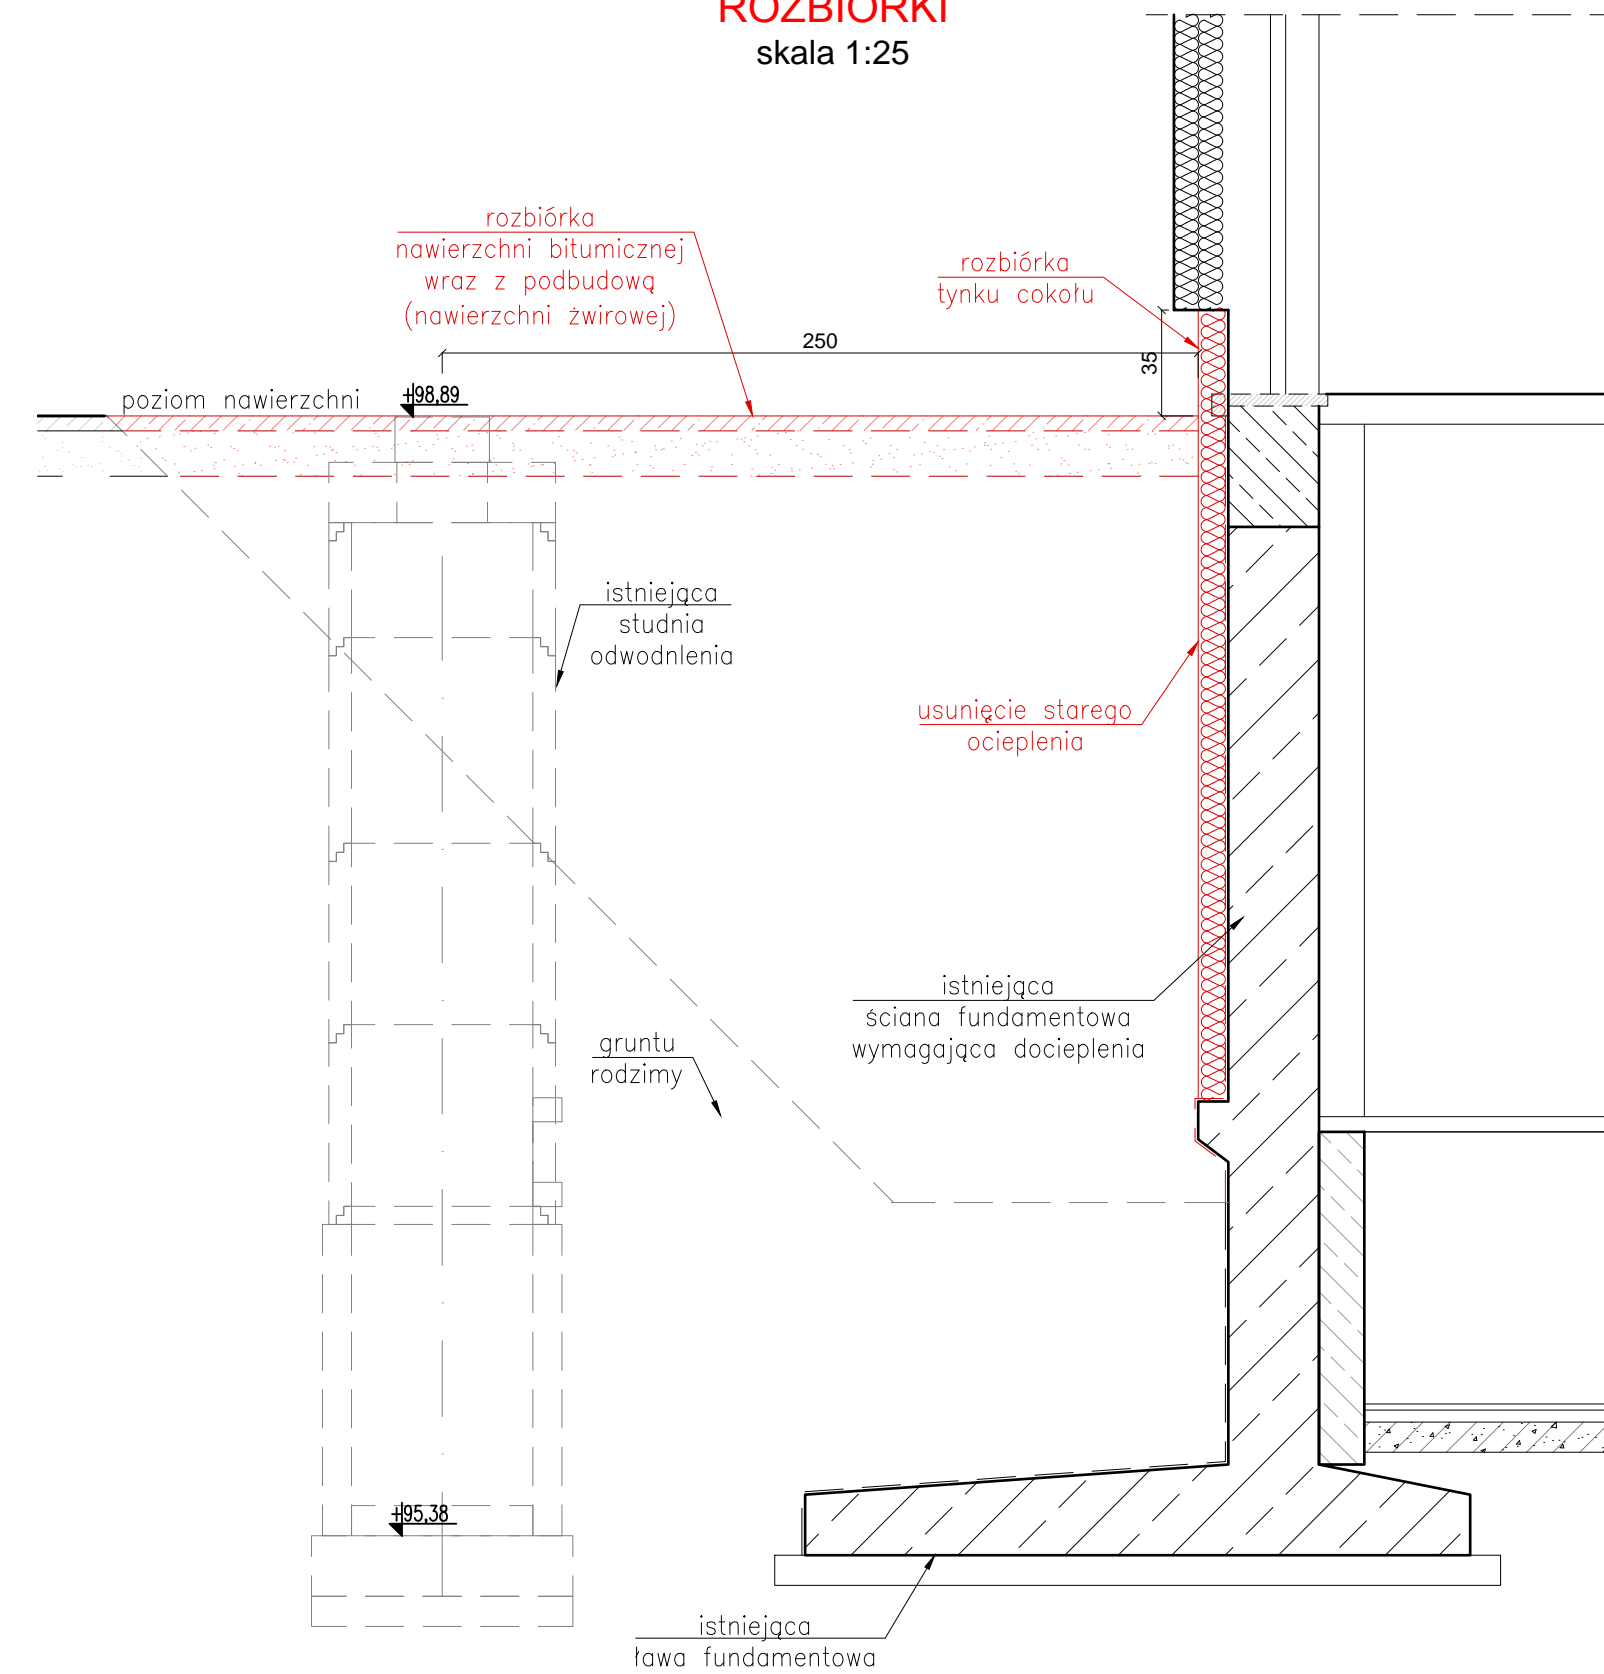 ROZBIÓRKI
skala 1:25
rozbiórka
nawierzchni bitumicznej
wraz z podbudową
(nawierzchni żwirowej)
rozbiórka
tynku cokołu
250
35
poziom nawierzchni
+98,89
istniejąca
studnia
odwodnlenia
usunięcie starego
ocieplenia
istniejąca
ściana fundamentowa
wymagająca docieplenia
gruntu
rodzimy
+95,38
istniejąca
ława fundamentowa